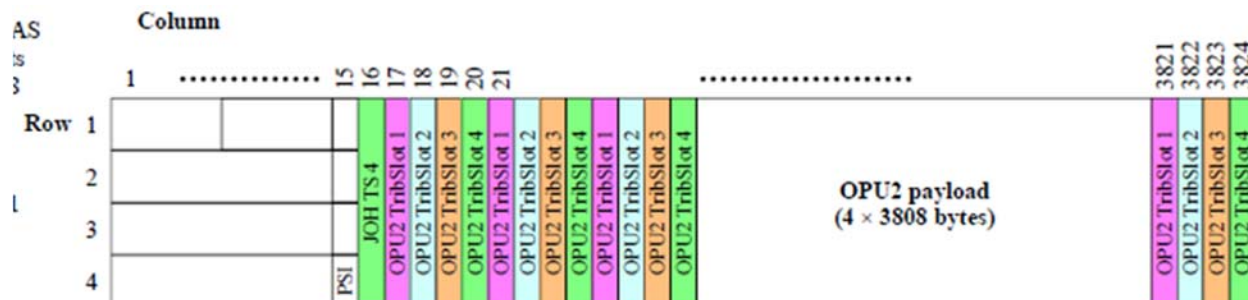 AS
Column
ts
1 ............. 15 16 17 18 19 20 21 ................... 3821 3822 3823 3824
Row 1
2
3
4
PSI
JOH TS 4
OPU2 TribSlot 1
OPU2 TribSlot 2
OPU2 TribSlot 3
OPU2 TribSlot 4
OPU2 TribSlot 1
OPU2 TribSlot 2
OPU2 TribSlot 3
OPU2 TribSlot 4
OPU2 TribSlot 1
OPU2 TribSlot 2
OPU2 TribSlot 3
OPU2 TribSlot 4
OPU2 payload
(4 × 3808 bytes)
OPU2 TribSlot 1
OPU2 TribSlot 2
OPU2 TribSlot 3
OPU2 TribSlot 4